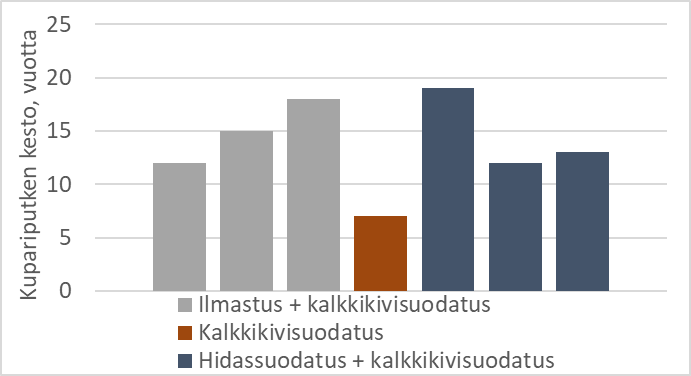 Kupariputken kesto, vuotta
25
20
15
10
5
0
Ilmastus + kalkkikivisuodatus
Kalkkikivisuodatus
Hidassuodatus + kalkkikivisuodatus